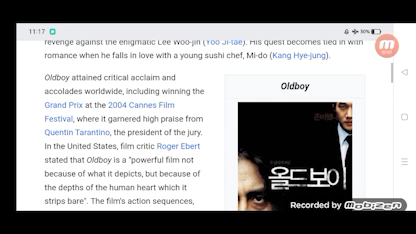 11:17
30%
revenge against the enigmatic Lee Woo-jin (Yoo Ji-tae). His quest becomes tied in with
romance when he falls in love with a young sushi chef, Mi-do (Kang Hye-jung).
Oldboy attained critical acclaim and
accolades worldwide, including winning the
Grand Prix at the 2004 Cannes Film
Festival, where it garnered high praise from
Quentin Tarantino, the president of the jury.
In the United States, film critic Roger Ebert
stated that Oldboy is a "powerful film not
because of what it depicts, but because of
the depths of the human heart which it
strips bare". The film's action sequences,
Oldboy
올드보이
Recorded by mobizen